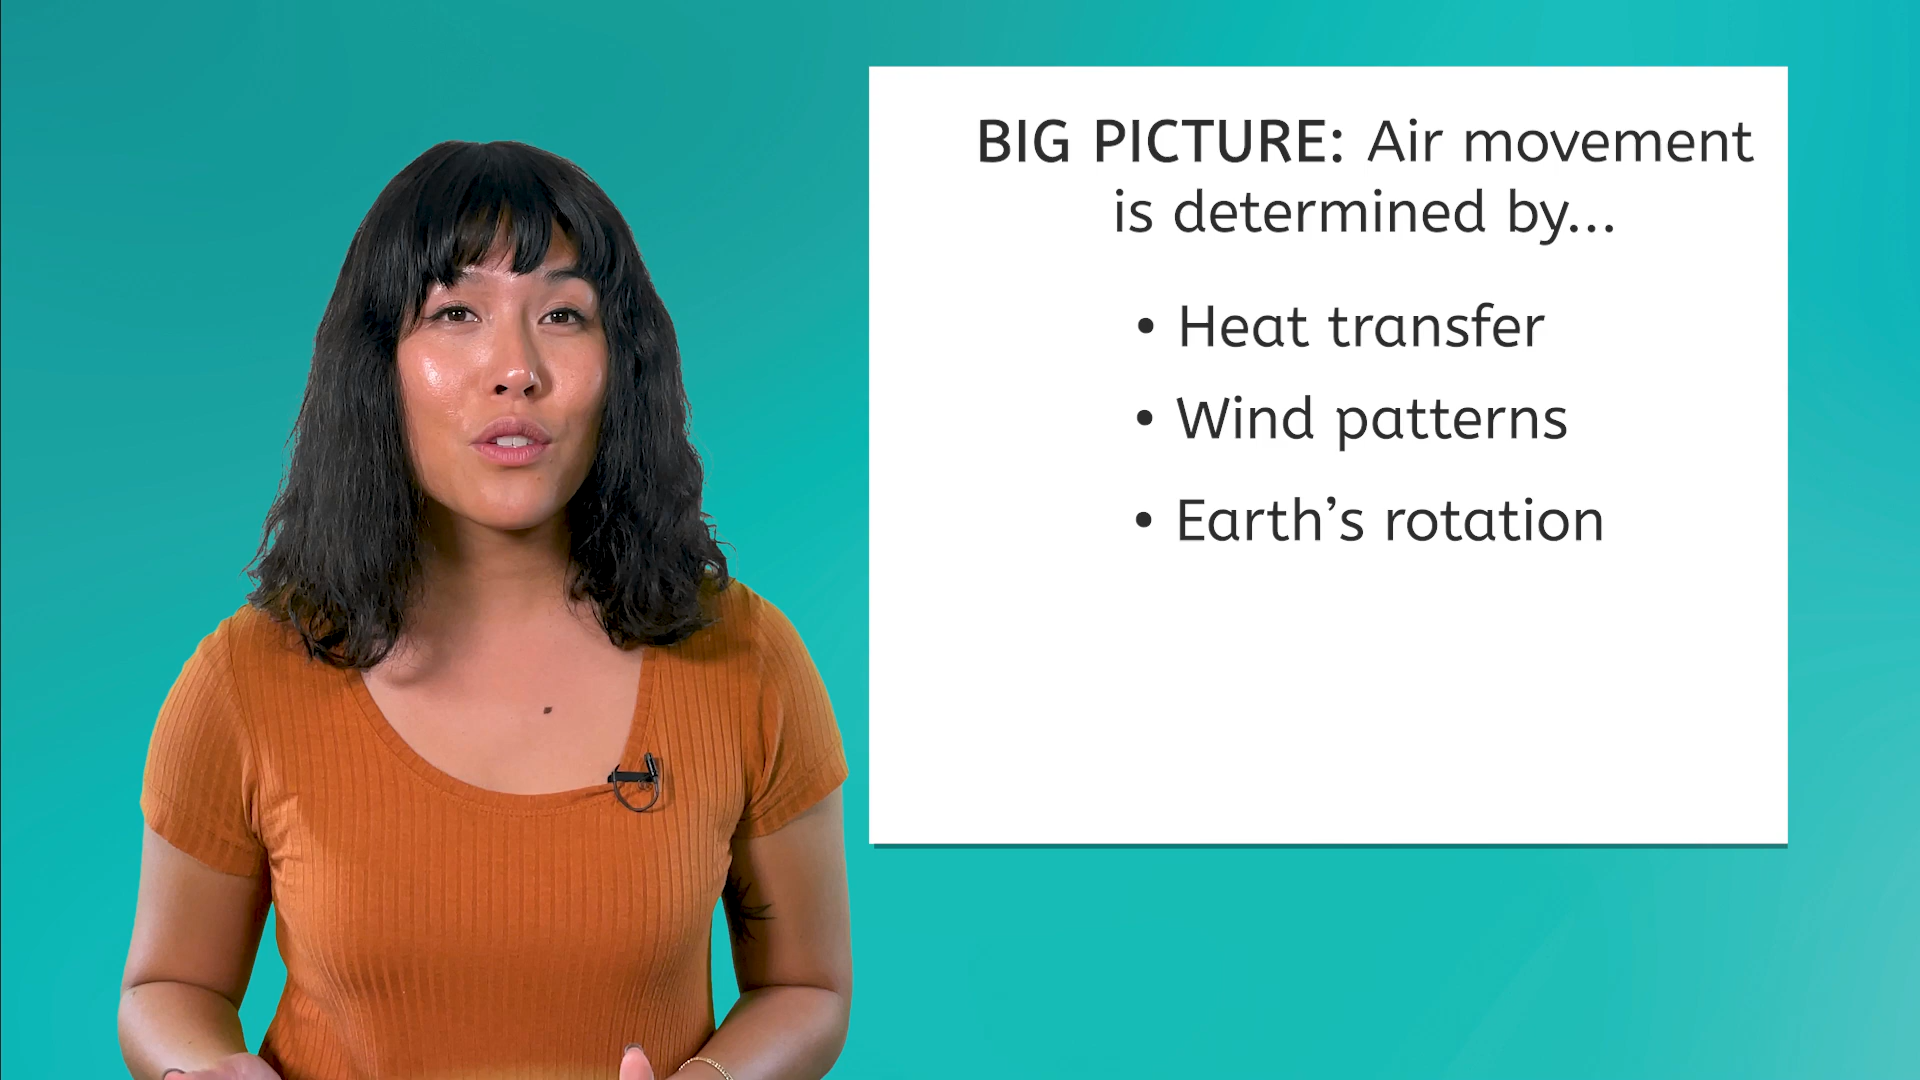 BIG PICTURE: Air movement
is determined by...
• Heat transfer
• Wind patterns
• Earth’s rotation